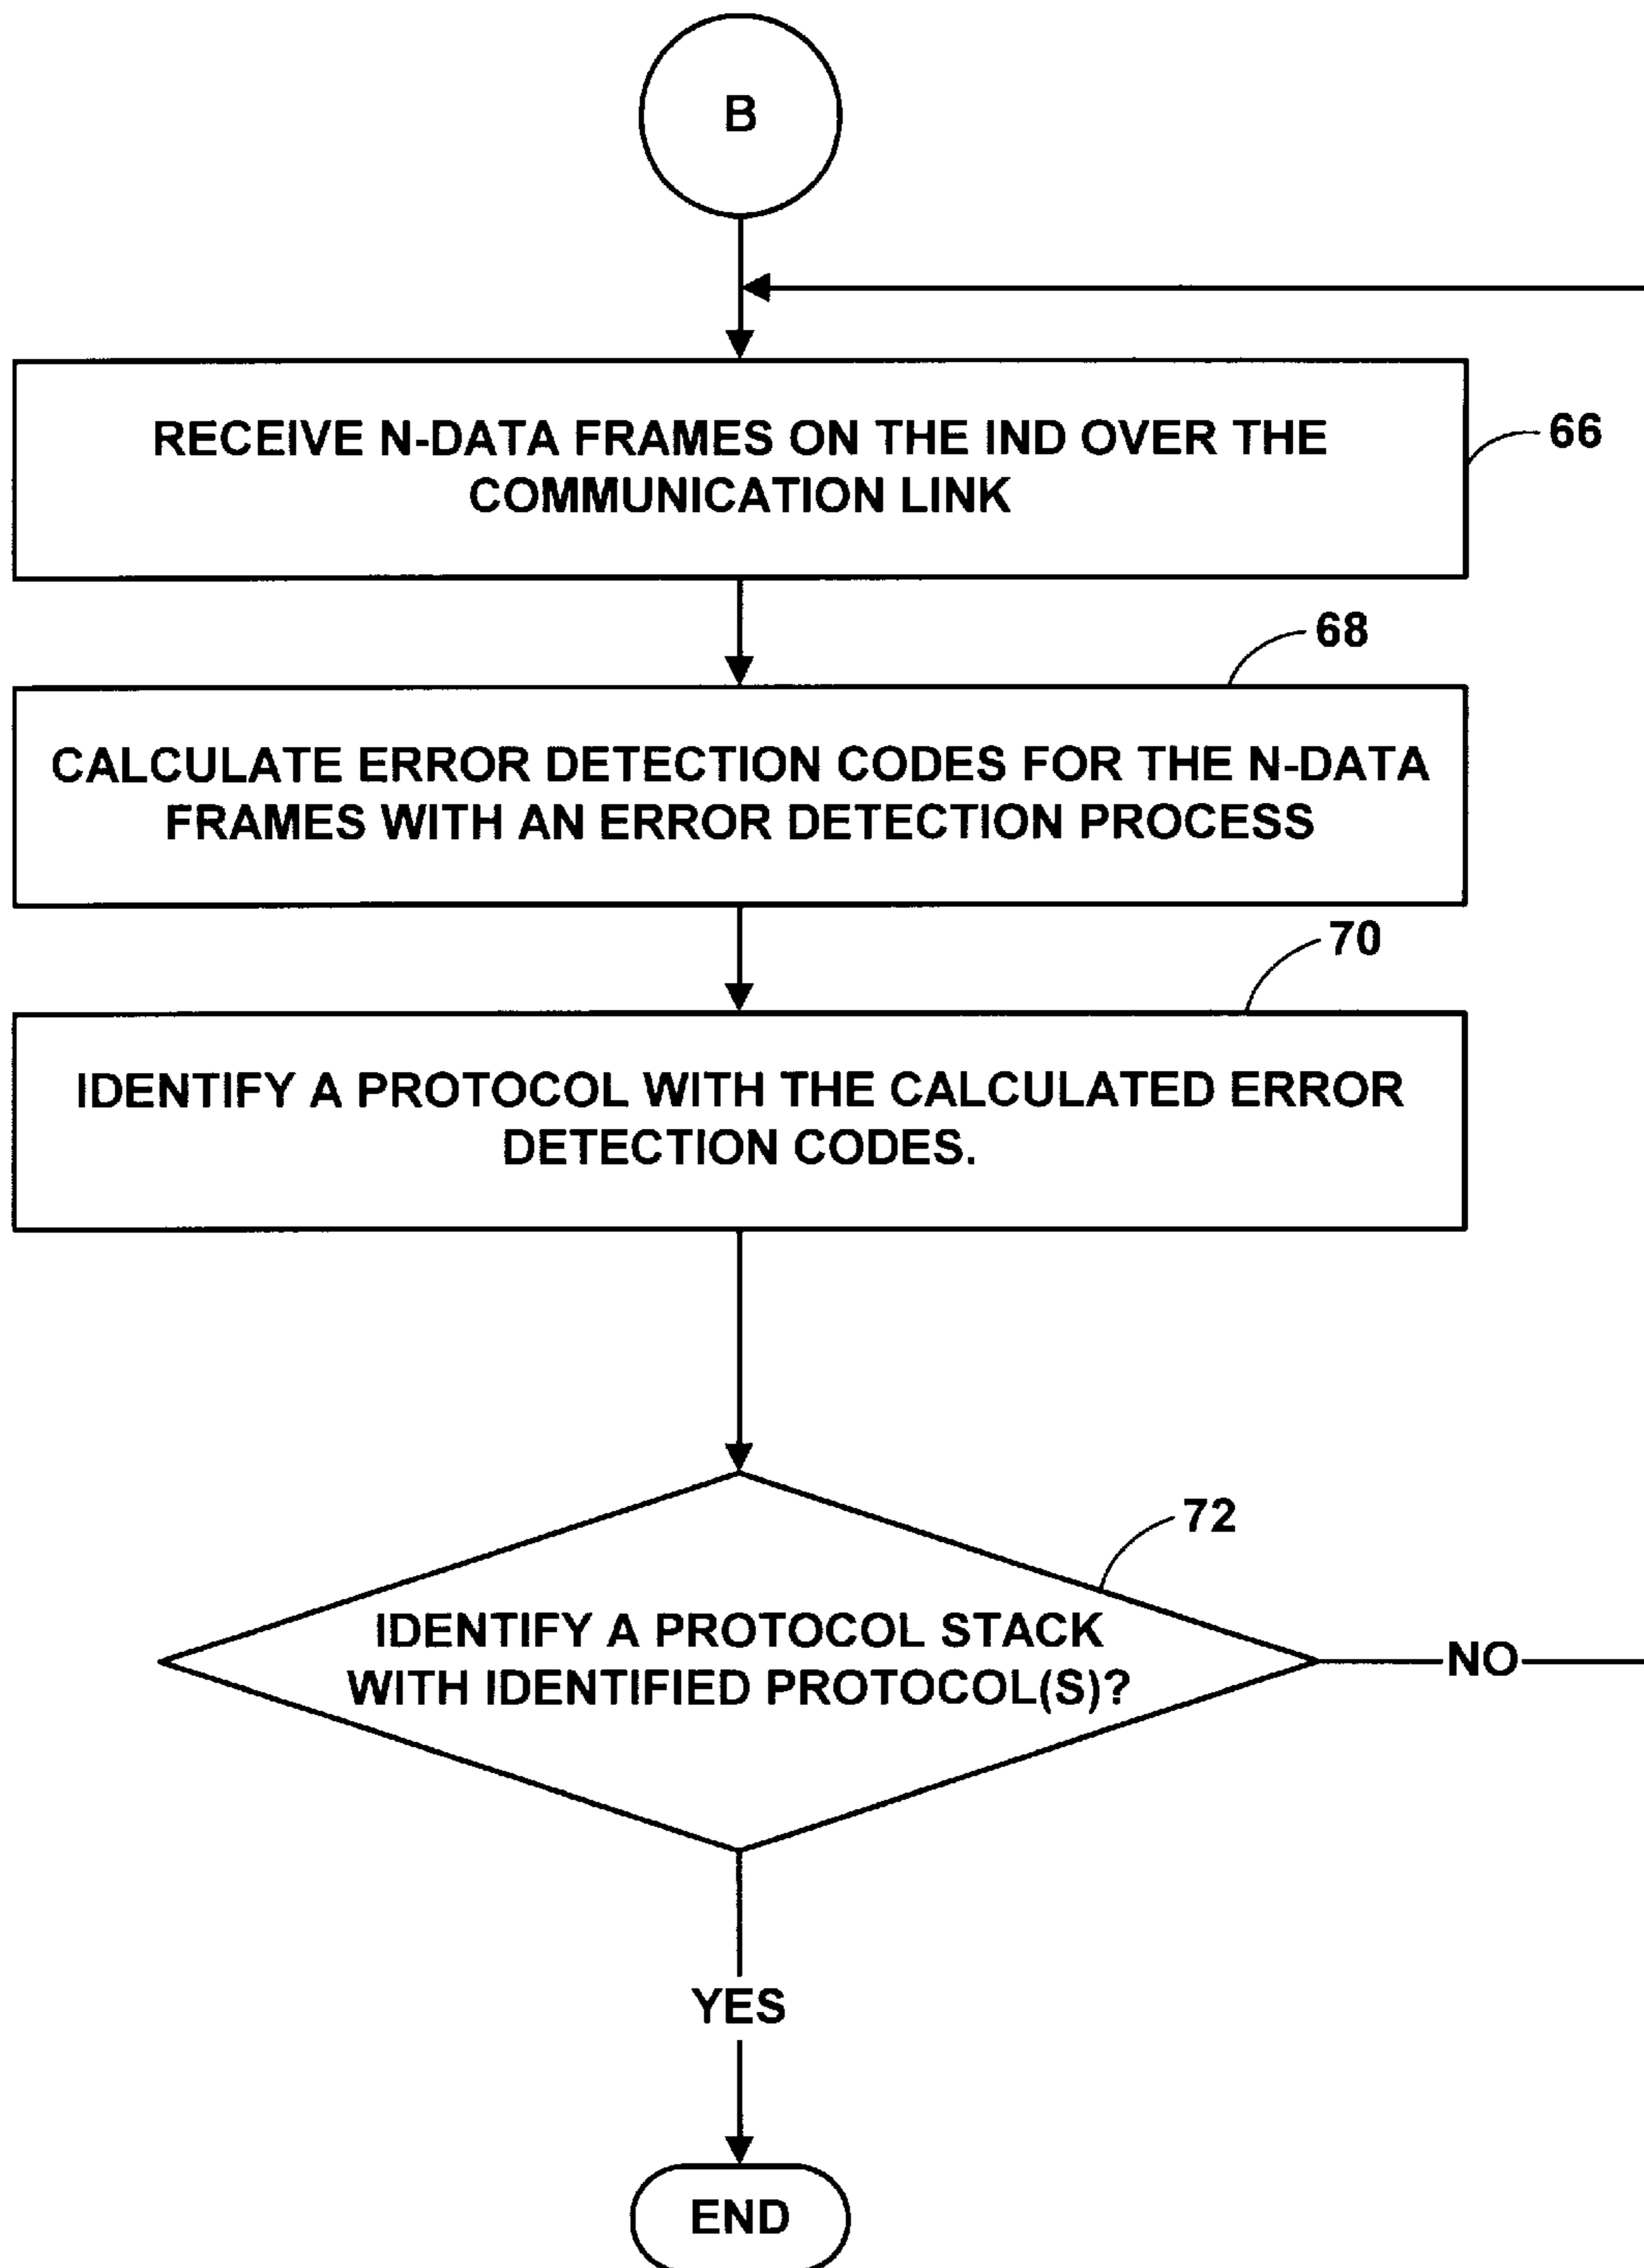 B
RECEIVE N-DATA FRAMES ON THE IND OVER THE
COMMUNICATION LINK
66
68
CALCULATE ERROR DETECTION CODES FOR THE N-DATA
FRAMES WITH AN ERROR DETECTION PROCESS
70
IDENTIFY A PROTOCOL WITH THE CALCULATED ERROR
DETECTION CODES.
72
IDENTIFY A PROTOCOL STACK
WITH IDENTIFIED PROTOCOL(S)?
NO
YES
END